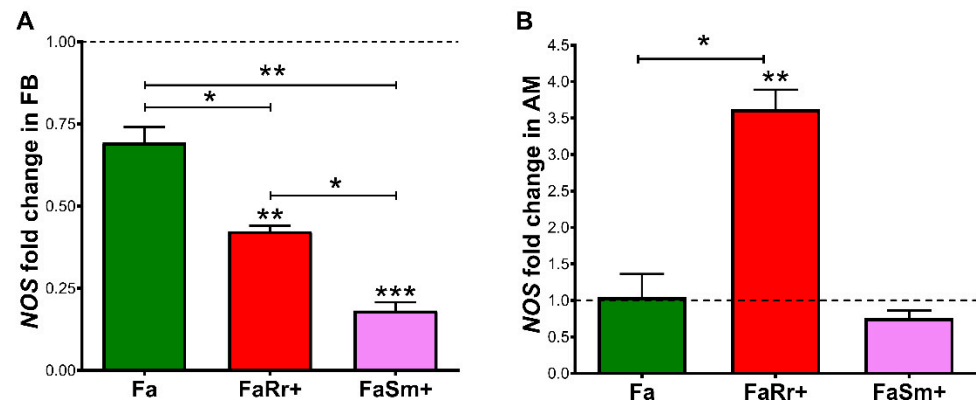 A
NOS fold change in FB
1.00
0.75
0.50
0.25
0.00
**
*
*
**
***
Fa
FaRr+
FaSm+
B
NOS fold change in AM
4.5
4.0
3.5
3.0
2.5
2.0
1.5
1.0
0.5
0.0
*
**
Fa
FaRr+
FaSm+